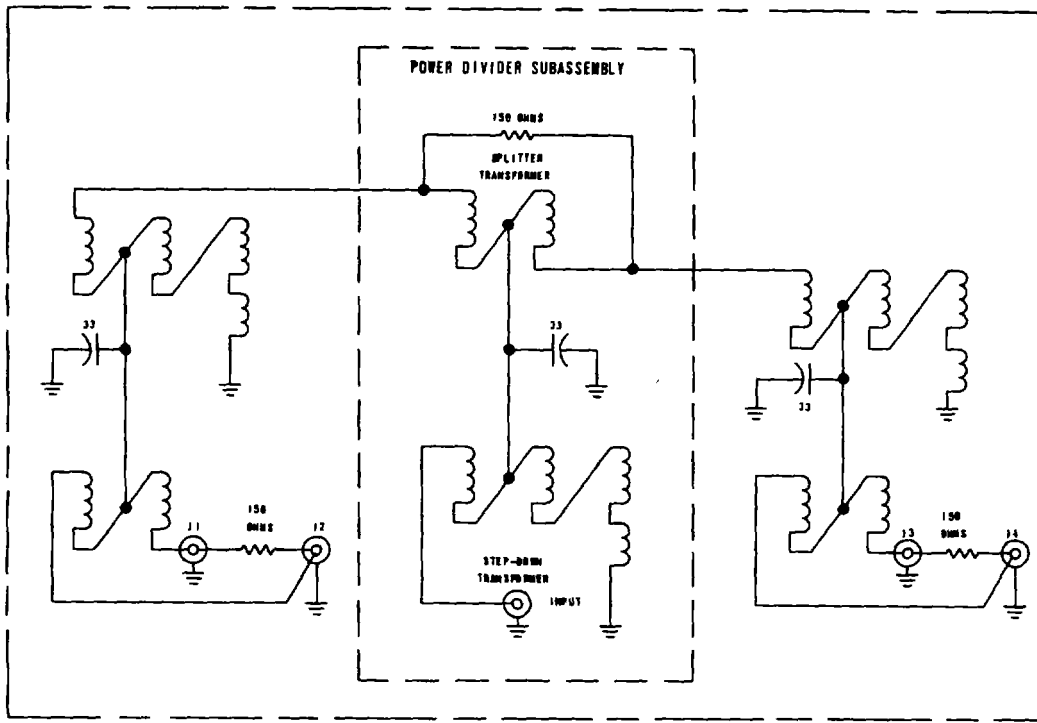 POWER DIVIDER SUBASSEMBLY
150 OHMS
SPLITTER
TRANSFORMER
33
33
33
150
OHMS
J1
J2
150
OHMS
J3
J4
STEP-DOWN
TRANSFORMER
INPUT